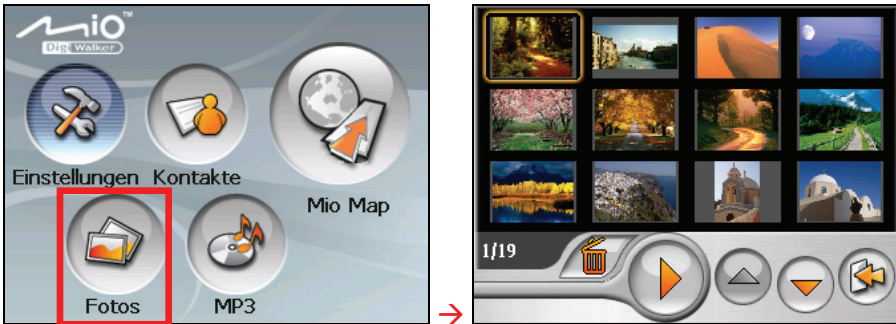 Mio
DigiWalker
Einstellungen Kontakte
Mio Map
Fotos MP3
→
1/19